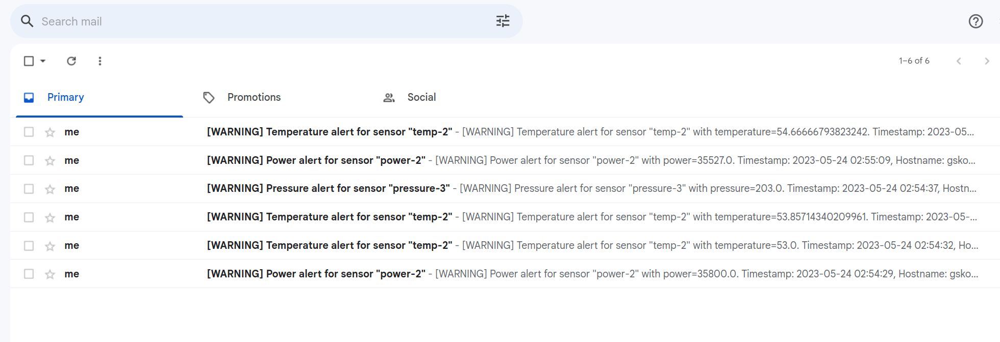 Search mail
1–6 of 6
Primary Promotions Social
me [WARNING] Temperature alert for sensor "temp-2" - [WARNING] Temperature alert for sensor "temp-2" with temperature=54.66666793823242. Timestamp: 2023-05...
me [WARNING] Power alert for sensor "power-2" - [WARNING] Power alert for sensor "power-2" with power=35527.0. Timestamp: 2023-05-24 02:55:09, Hostname: gsko...
me [WARNING] Pressure alert for sensor "pressure-3" - [WARNING] Pressure alert for sensor "pressure-3" with pressure=203.0. Timestamp: 2023-05-24 02:54:37, Hostn...
me [WARNING] Temperature alert for sensor "temp-2" - [WARNING] Temperature alert for sensor "temp-2" with temperature=53.85714340209961. Timestamp: 2023-05-...
me [WARNING] Temperature alert for sensor "temp-2" - [WARNING] Temperature alert for sensor "temp-2" with temperature=53.0. Timestamp: 2023-05-24 02:54:32, Ho...
me [WARNING] Power alert for sensor "power-2" - [WARNING] Power alert for sensor "power-2" with power=35800.0. Timestamp: 2023-05-24 02:54:29, Hostname: gsko...